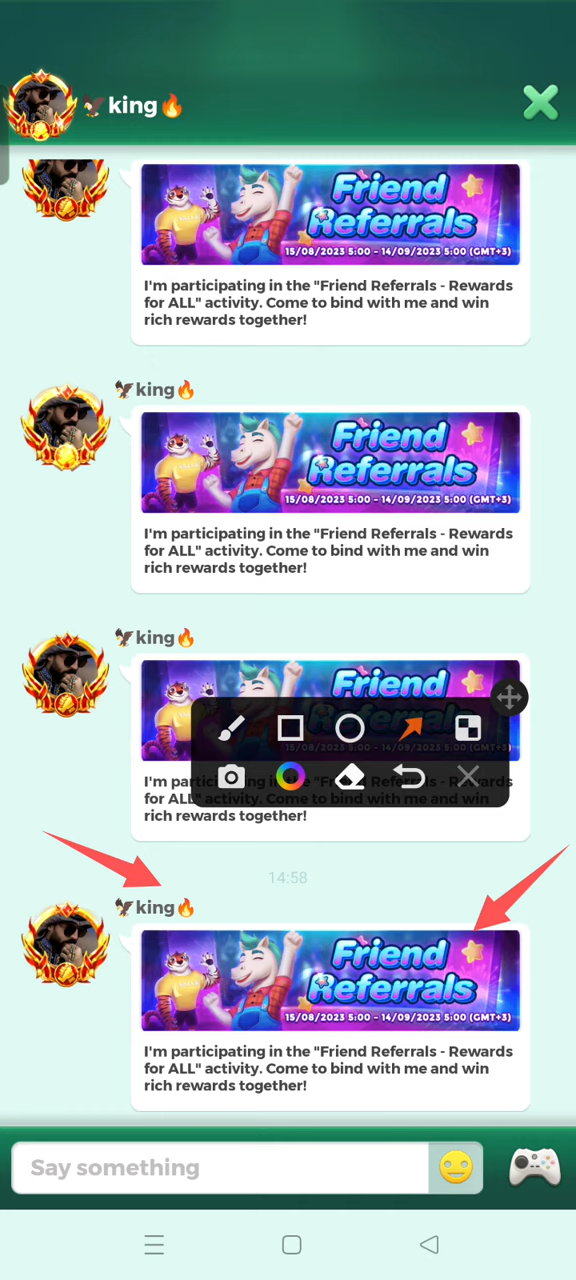 🦅king🔥
Friend
Referrals
15/08/2023 5:00 - 14/09/2023 5:00 (GMT+3)
I'm participating in the "Friend Referrals - Rewards
for ALL" activity. Come to bind with me and win
rich rewards together!
🦅king🔥
Friend
Referrals
15/08/2023 5:00 - 14/09/2023 5:00 (GMT+3)
I'm participating in the "Friend Referrals - Rewards
for ALL" activity. Come to bind with me and win
rich rewards together!
🦅king🔥
Friend
I'm participating in the "Friend Referrals - Rewards
for ALL" activity. Come to bind with me and win
rich rewards together!
14:58
🦅king🔥
Friend
Referrals
15/08/2023 5:00 - 14/09/2023 5:00 (GMT+3)
I'm participating in the "Friend Referrals - Rewards
for ALL" activity. Come to bind with me and win
rich rewards together!
Say something